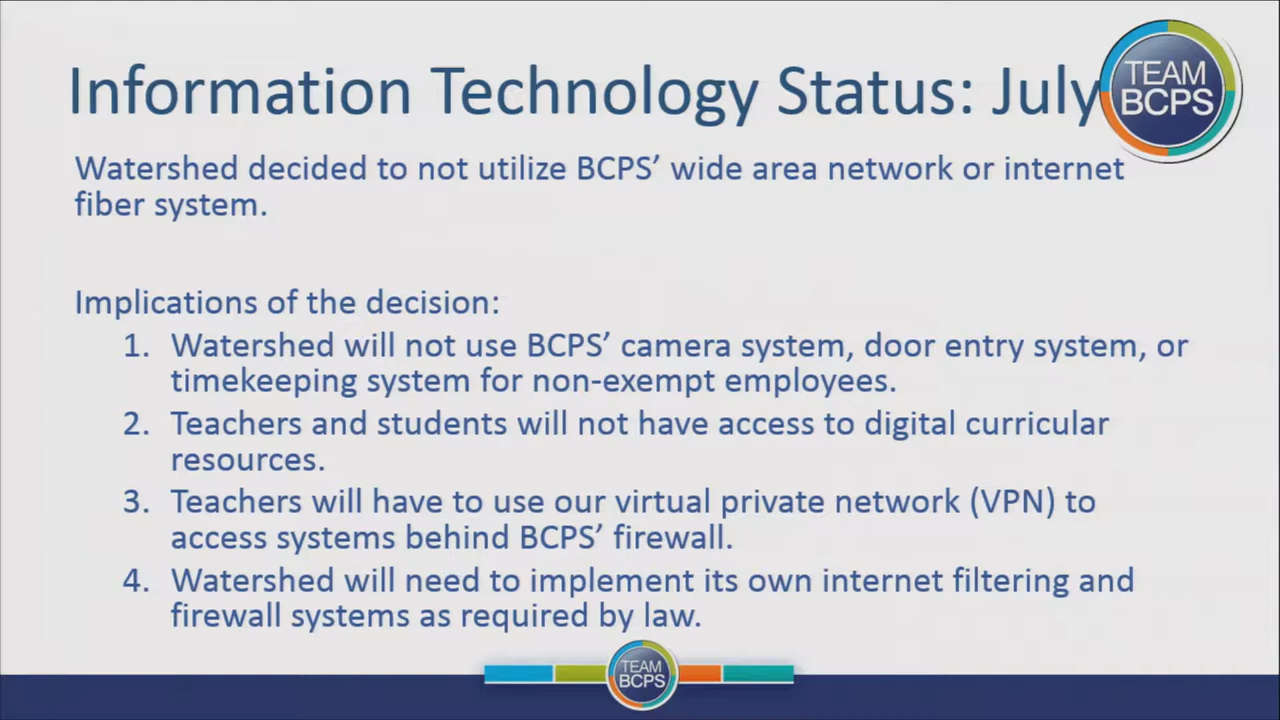 Information Technology Status: July
TEAM
BCPS
Watershed decided to not utilize BCPS’ wide area network or internet
fiber system.
Implications of the decision:
1. Watershed will not use BCPS’ camera system, door entry system, or
timekeeping system for non-exempt employees.
2. Teachers and students will not have access to digital curricular
resources.
3. Teachers will have to use our virtual private network (VPN) to
access systems behind BCPS’ firewall.
4. Watershed will need to implement its own internet filtering and
firewall systems as required by law.
TEAM
BCPS